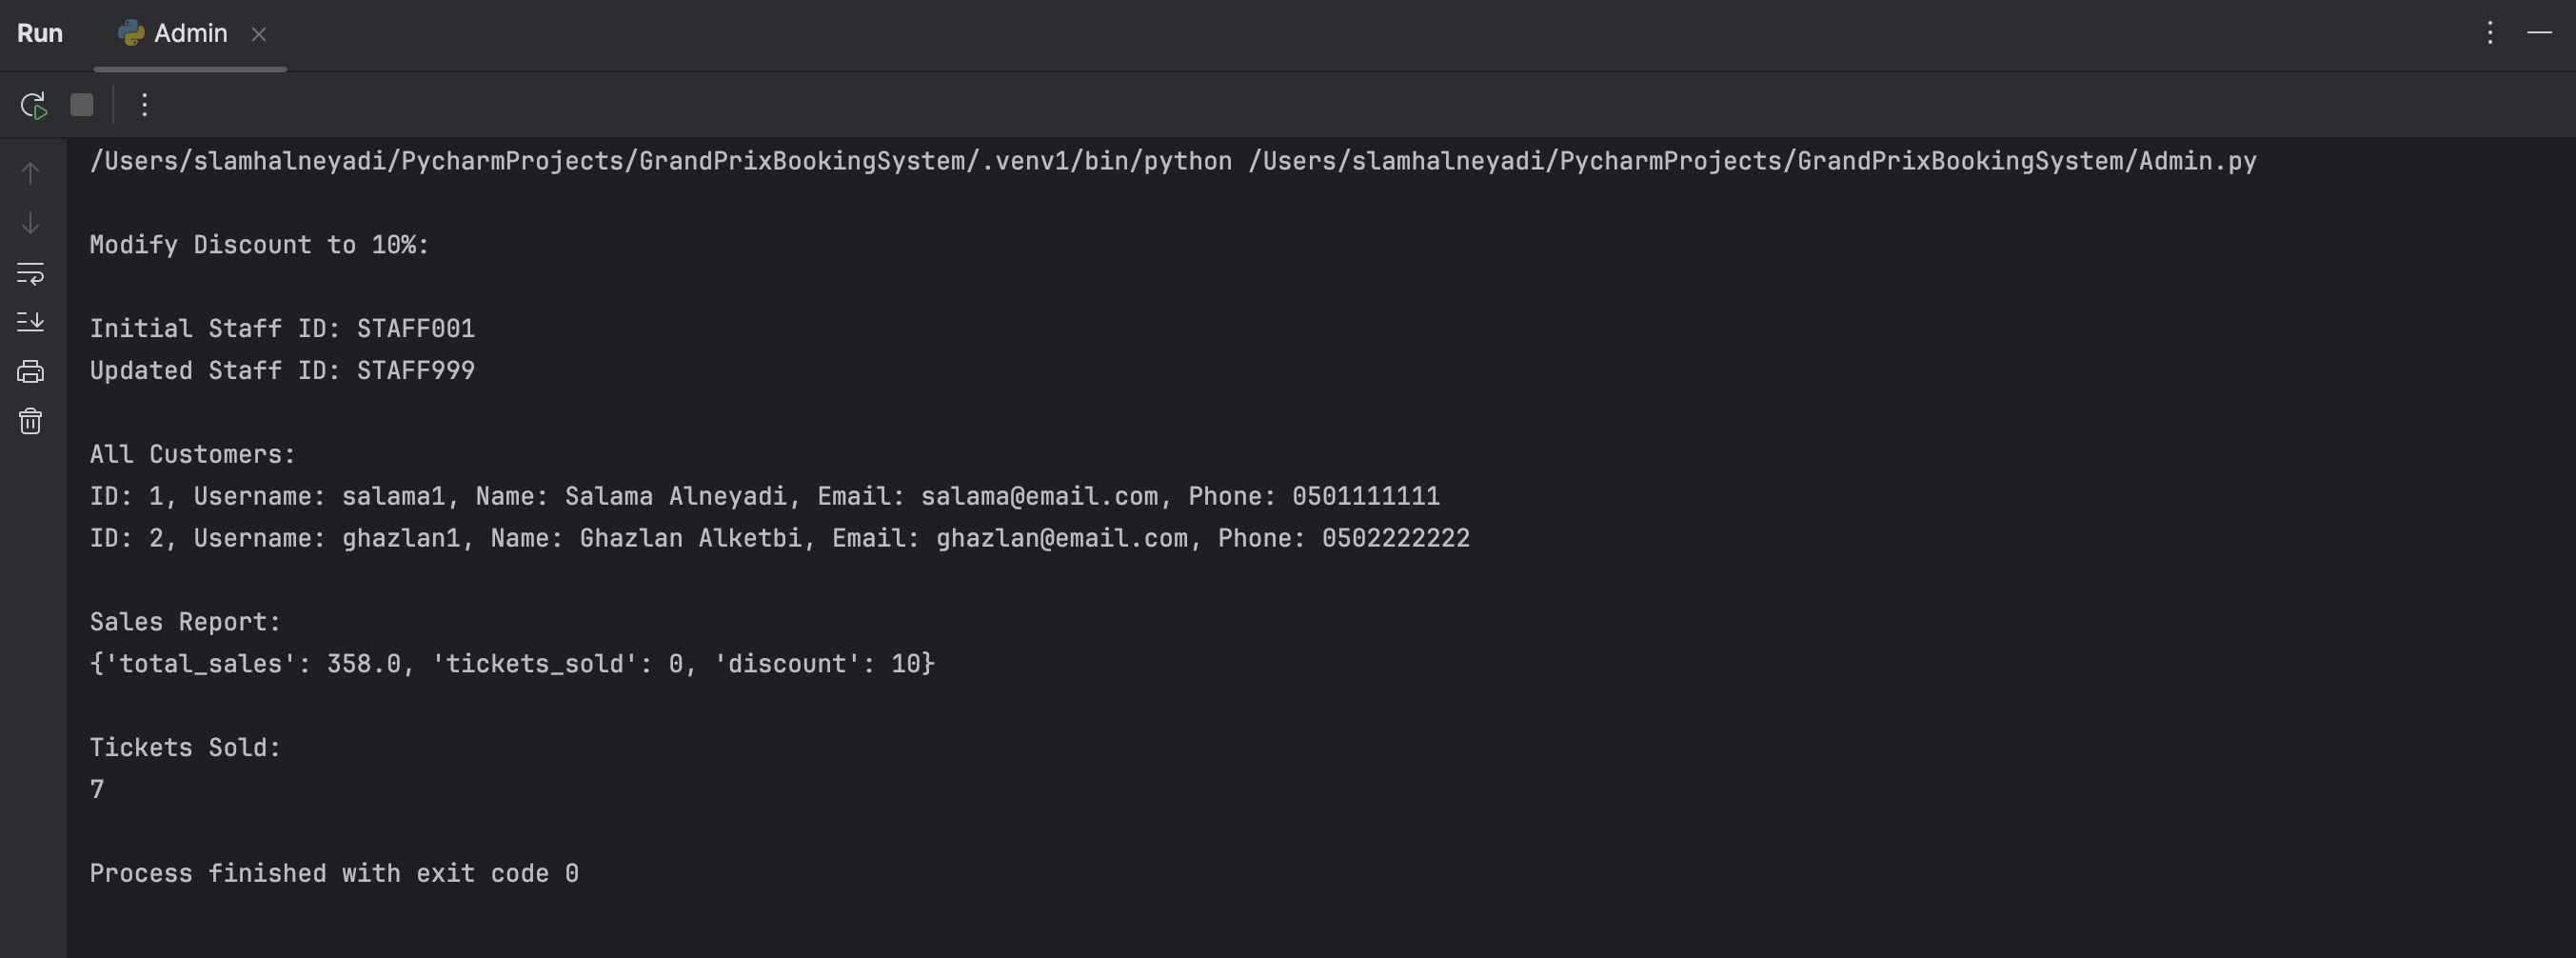 Run Admin
/Users/slamhalneyadi/PycharmProjects/GrandPrixBookingSystem/.venv1/bin/python /Users/slamhalneyadi/PycharmProjects/GrandPrixBookingSystem/Admin.py
Modify Discount to 10%:
Initial Staff ID: STAFF001
Updated Staff ID: STAFF999
All Customers:
ID: 1, Username: salama1, Name: Salama Alneyadi, Email: salama@email.com, Phone: 0501111111
ID: 2, Username: ghazlan1, Name: Ghazlan Alketbi, Email: ghazlan@email.com, Phone: 0502222222
Sales Report:
{'total_sales': 358.0, 'tickets_sold': 0, 'discount': 10}
Tickets Sold:
7
Process finished with exit code 0